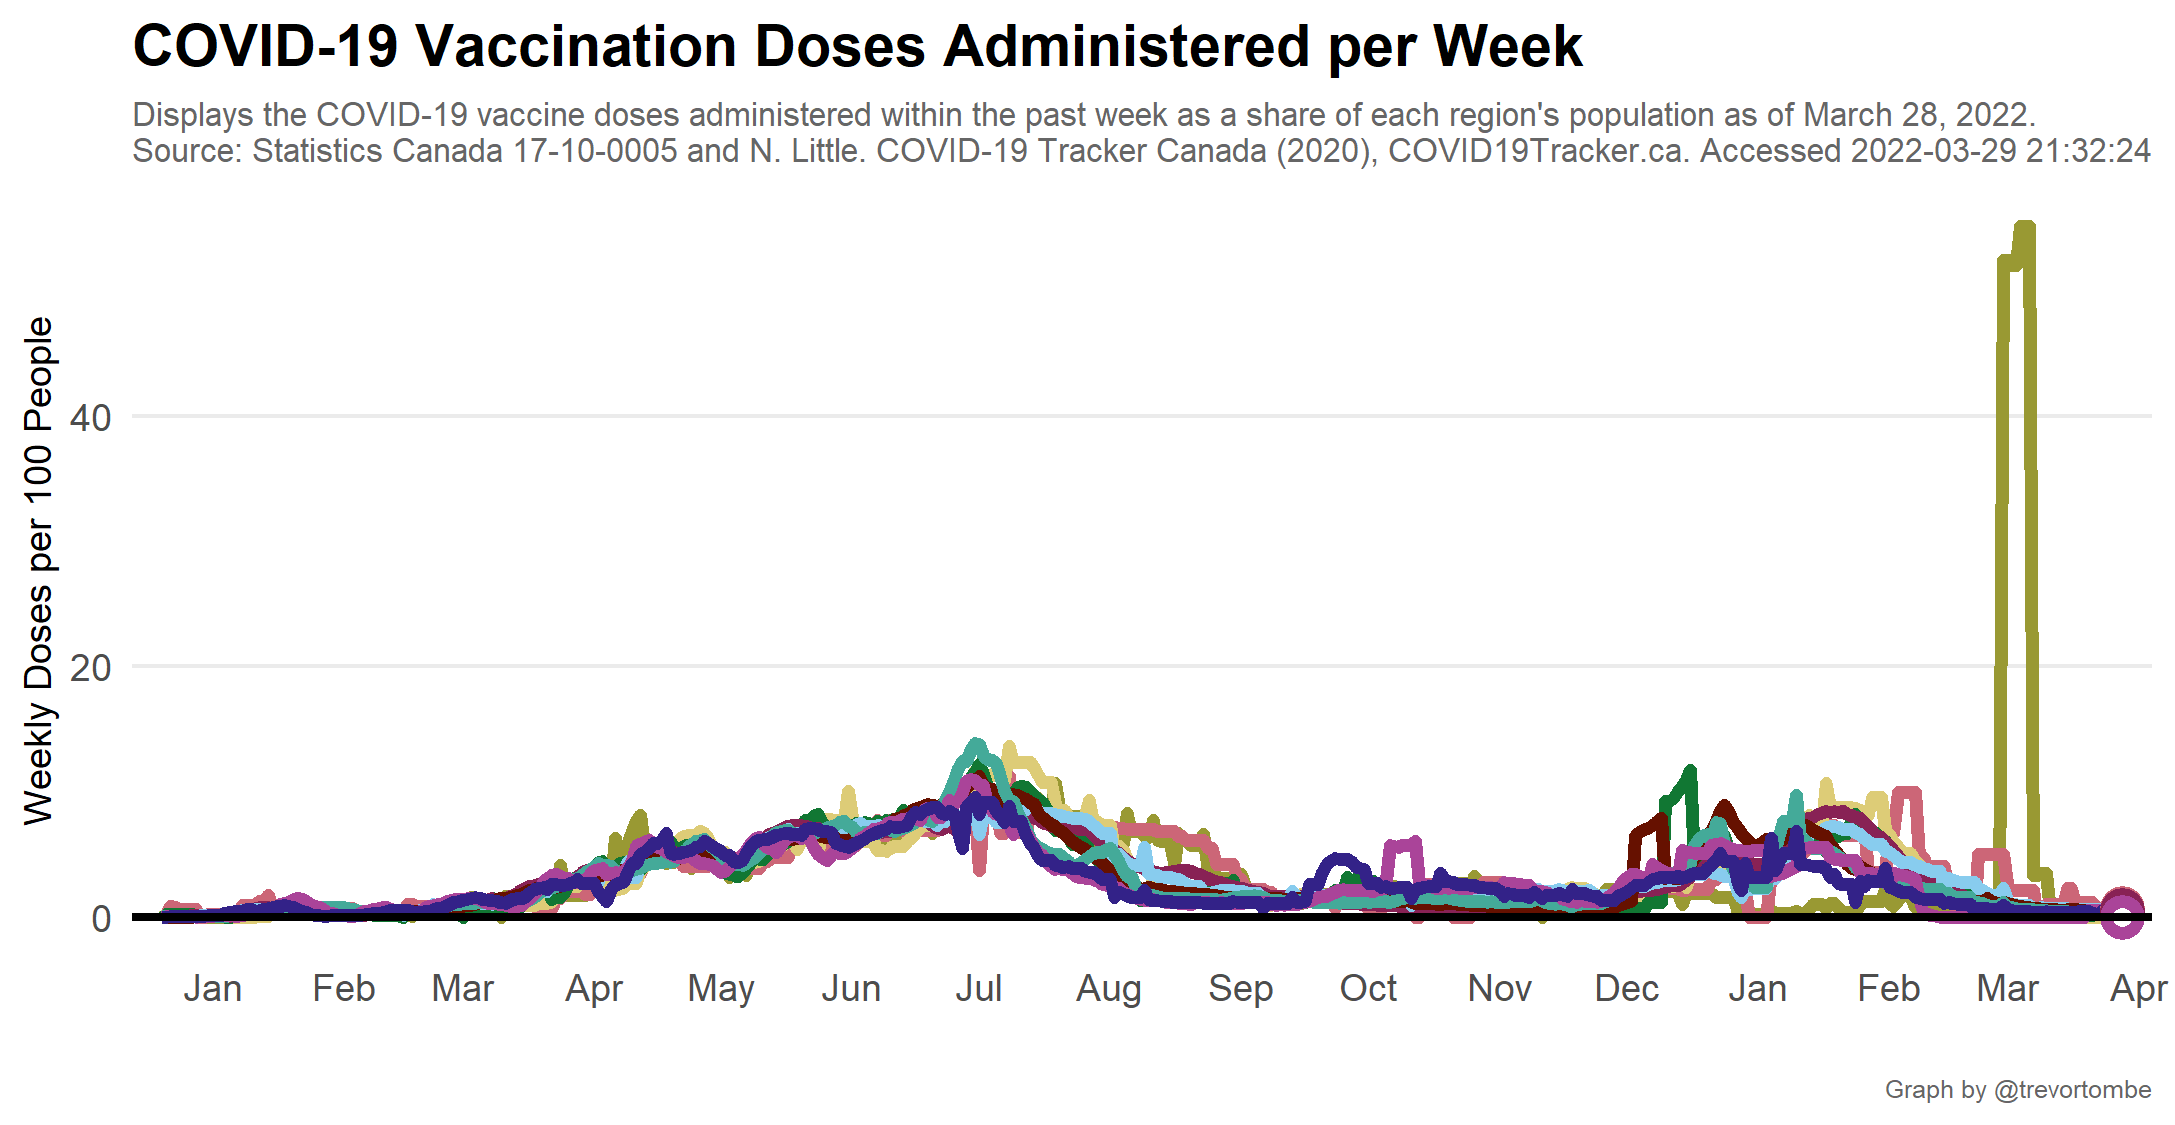 COVID-19 Vaccination Doses Administered per Week
Displays the COVID-19 vaccine doses administered within the past week as a share of each region's population as of March 28, 2022.
Source: Statistics Canada 17-10-0005 and N. Little. COVID-19 Tracker Canada (2020), COVID19Tracker.ca. Accessed 2022-03-29 21:32:24
Weekly Doses per 100 People
40
20
0
Jan Feb Mar Apr May Jun Jul Aug Sep Oct Nov Dec Jan Feb Mar Apr
Graph by @trevortombe